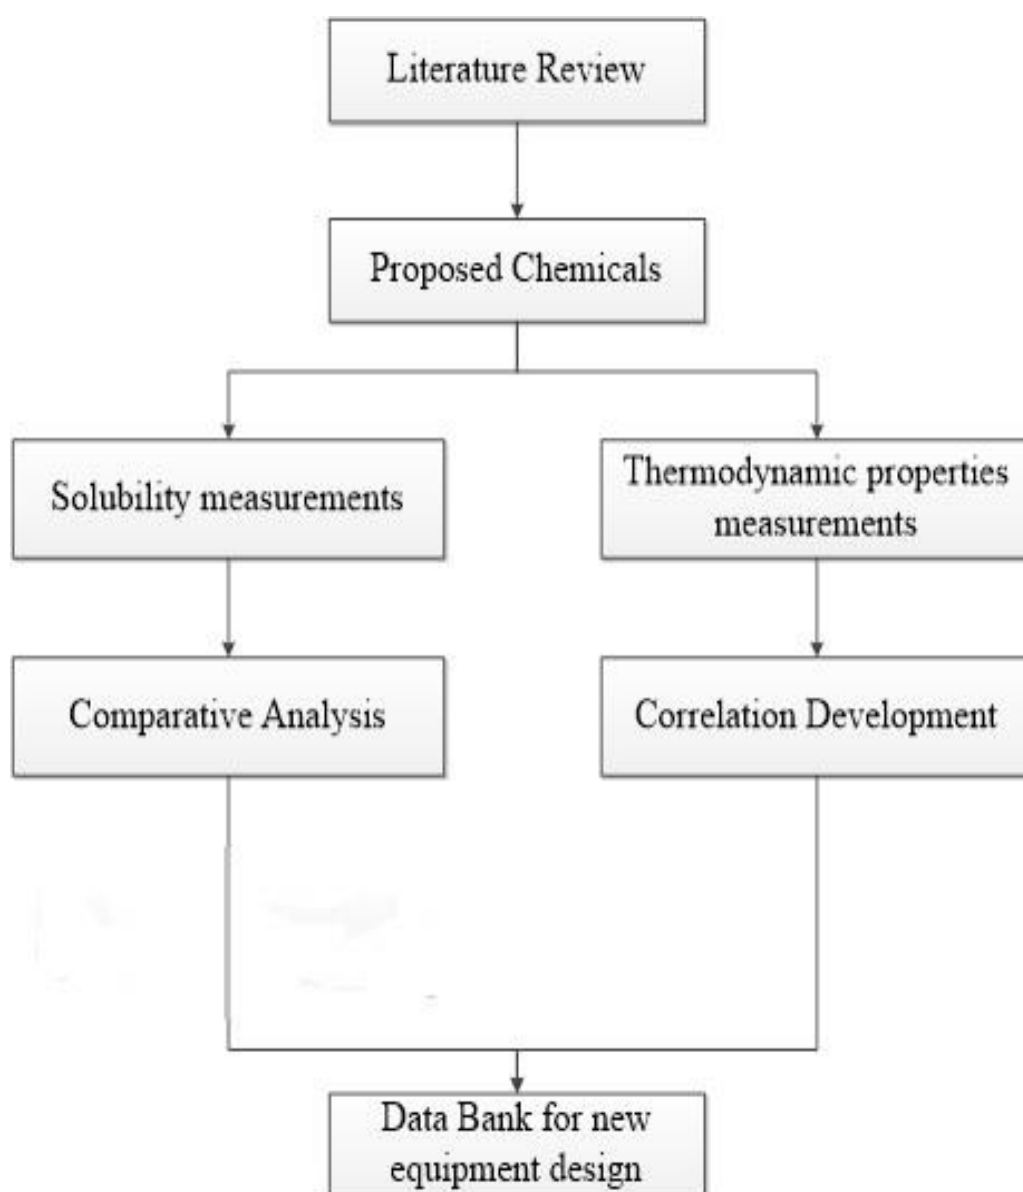 Literature Review
Proposed Chemicals
Solubility measurements
Thermodynamic properties
measurements
Comparative Analysis
Correlation Development
Data Bank for new
equipment design